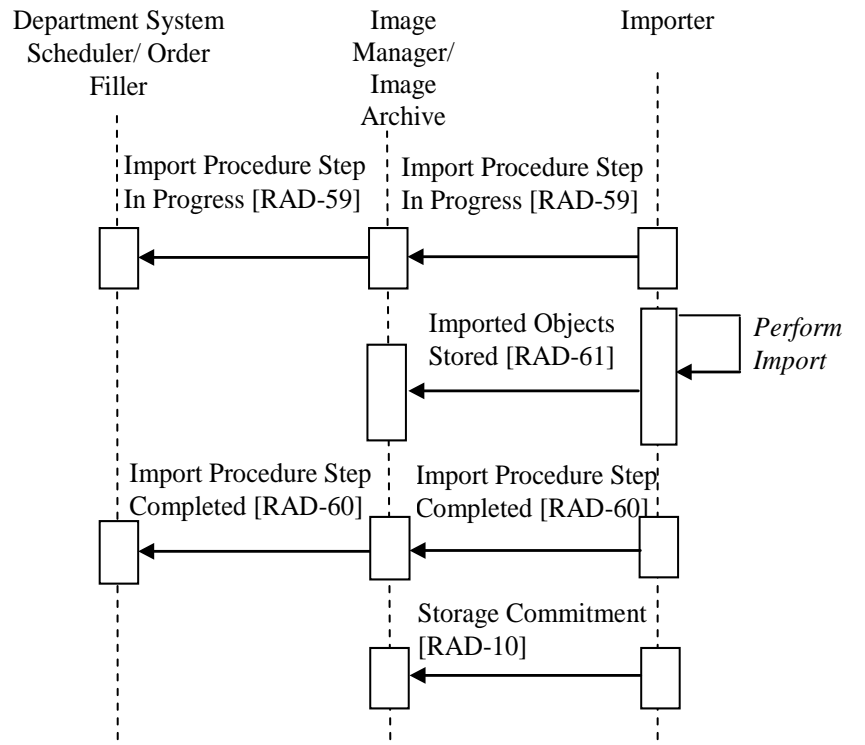 Department System
Scheduler/ Order
Filler
Image
Manager/
Image
Archive
Importer
Import Procedure Step
In Progress [RAD-59]
Import Procedure Step
In Progress [RAD-59]
Imported Objects
Stored [RAD-61]
Perform
Import
Import Procedure Step
Completed [RAD-60]
Import Procedure Step
Completed [RAD-60]
Storage Commitment
[RAD-10]